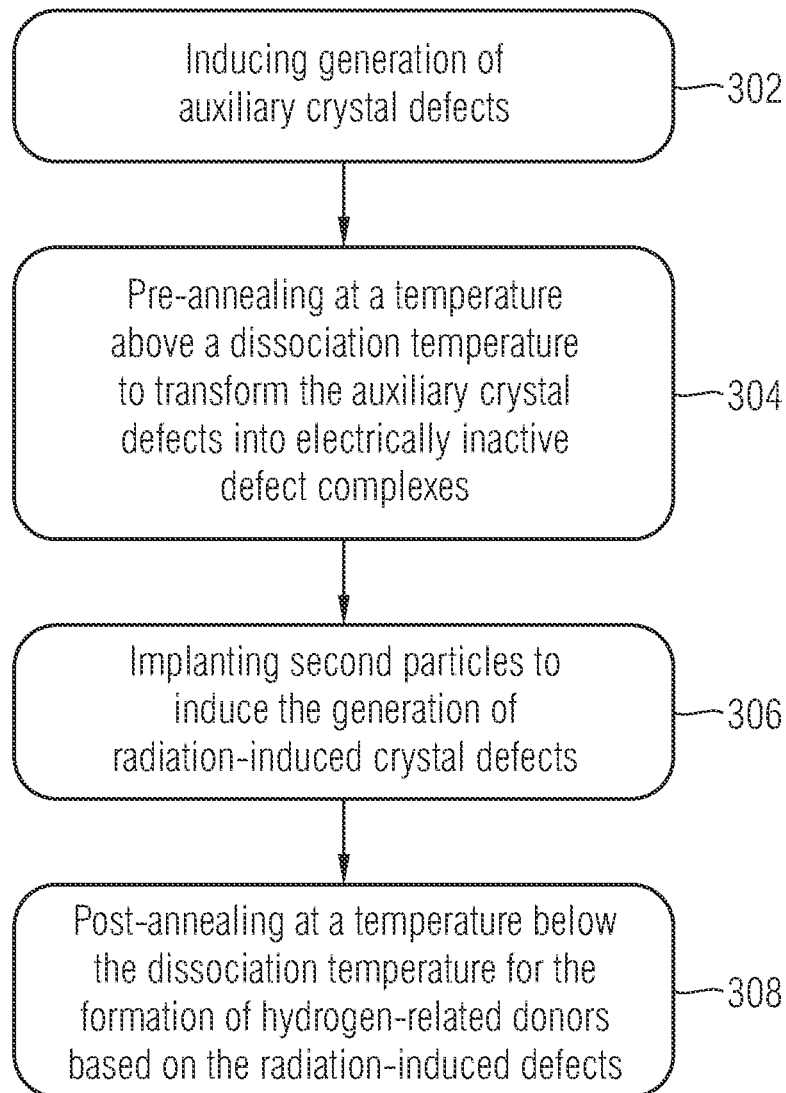 Inducing generation of
auxiliary crystal defects
302
Pre-annealing at a temperature
above a dissociation temperature
to transform the auxiliary crystal
defects into electrically inactive
defect complexes
304
Implanting second particles to
induce the generation of
radiation-induced crystal defects
306
Post-annealing at a temperature below
the dissociation temperature for the
formation of hydrogen-related donors
based on the radiation-induced defects
308